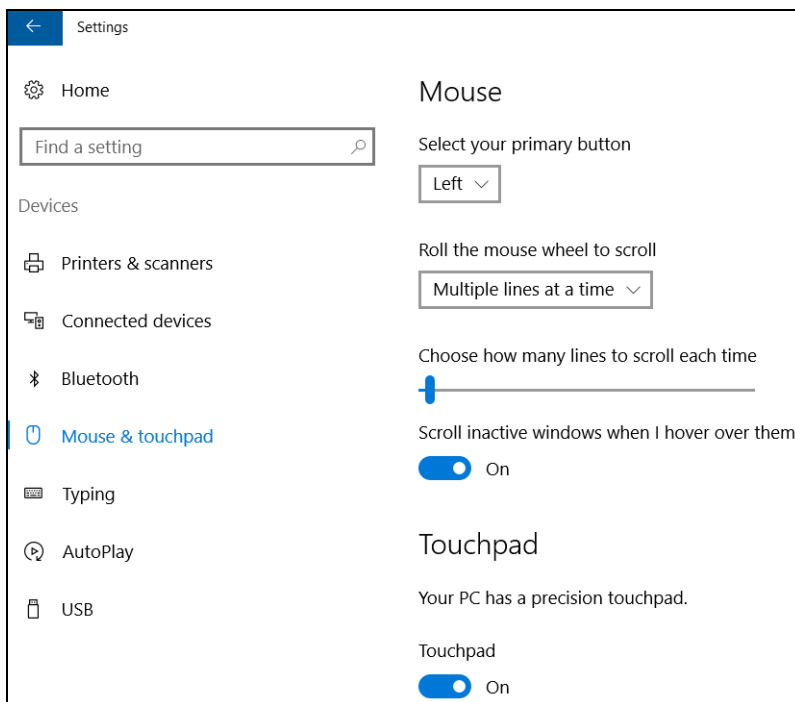 Settings
Home
Find a setting
Devices
Printers & scanners
Connected devices
Bluetooth
Mouse & touchpad
Typing
AutoPlay
USB
Mouse
Select your primary button
Left
Roll the mouse wheel to scroll
Multiple lines at a time
Choose how many lines to scroll each time
Scroll inactive windows when I hover over them
On
Touchpad
Your PC has a precision touchpad.
Touchpad
On